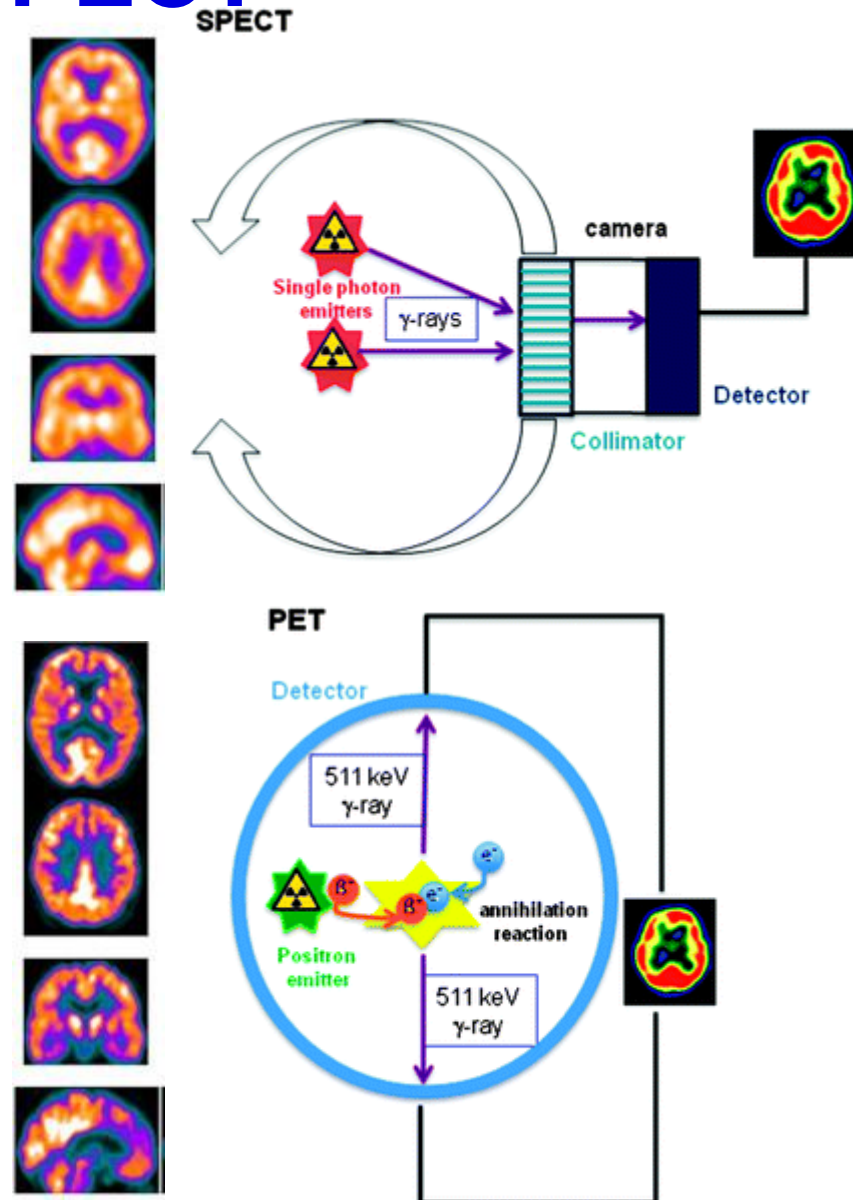 SPECT
camera
Single photon
emitters
γ-rays
Detector
Collimator
PET
Detector
511 keV
γ-ray
e⁻
β⁻
β⁻
e⁻
annihilation
reaction
Positron
emitter
511 keV
γ-ray